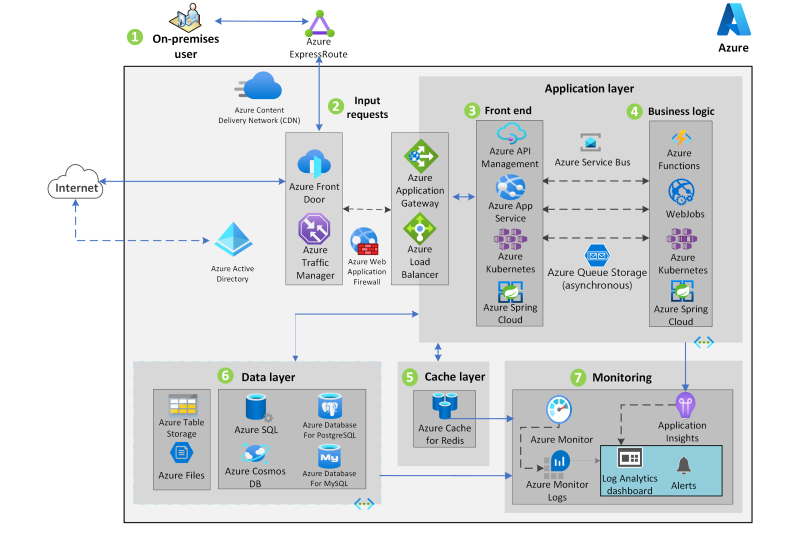 1 On-premises
user
Azure
ExpressRoute
Azure
Azure Content
Delivery Network (CDN)
2 Input
requests
Application layer
3 Front end
4 Business logic
Azure API
Management
Azure Service Bus
Azure
Functions
Internet
Azure Front
Door
Azure
Application
Gateway
Azure App
Service
WebJobs
Azure Active
Directory
Azure
Traffic
Manager
Azure Web
Application
Firewall
Azure
Load
Balancer
Azure
Kubernetes
Azure Queue Storage
(asynchronous)
Azure
Kubernetes
Azure Spring
Cloud
Azure Spring
Cloud
6 Data layer
5 Cache layer
7 Monitoring
Azure Table
Storage
Azure Files
Azure SQL
Azure Database
For PostgreSQL
Azure Cosmos
DB
My
Azure Database
For MySQL
Azure Cache
for Redis
Azure Monitor
Application
Insights
Azure Monitor
Logs
Log Analytics
dashboard
Alerts